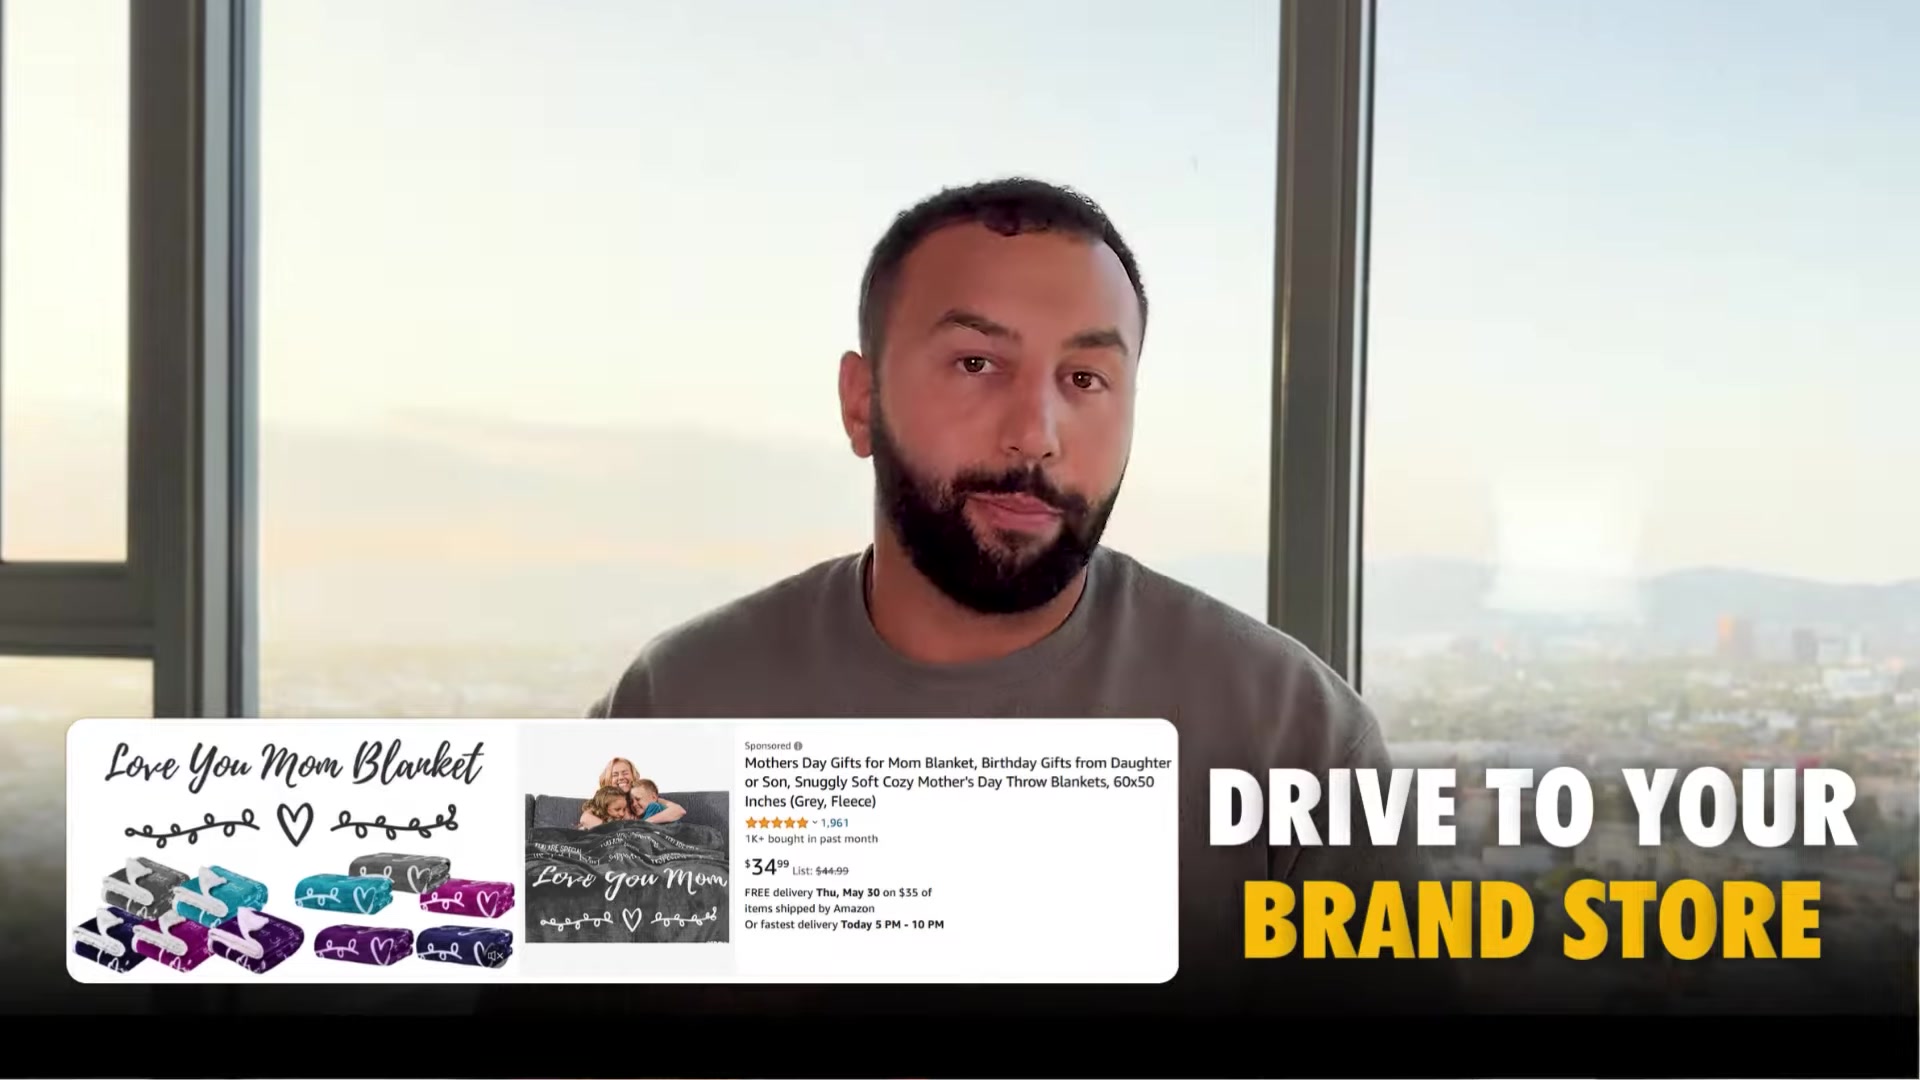 Love You Mom Blanket
Love You Mom
Sponsored
Mothers Day Gifts for Mom Blanket, Birthday Gifts from Daughter
or Son, Snuggly Soft Cozy Mother's Day Throw Blankets, 60x50
Inches (Grey, Fleece)
1,961
1K+ bought in past month
$34.99 List: $44.99
FREE delivery Thu, May 30 on $35 of
items shipped by Amazon
Or fastest delivery Today 5 PM - 10 PM
DRIVE TO YOUR
BRAND STORE